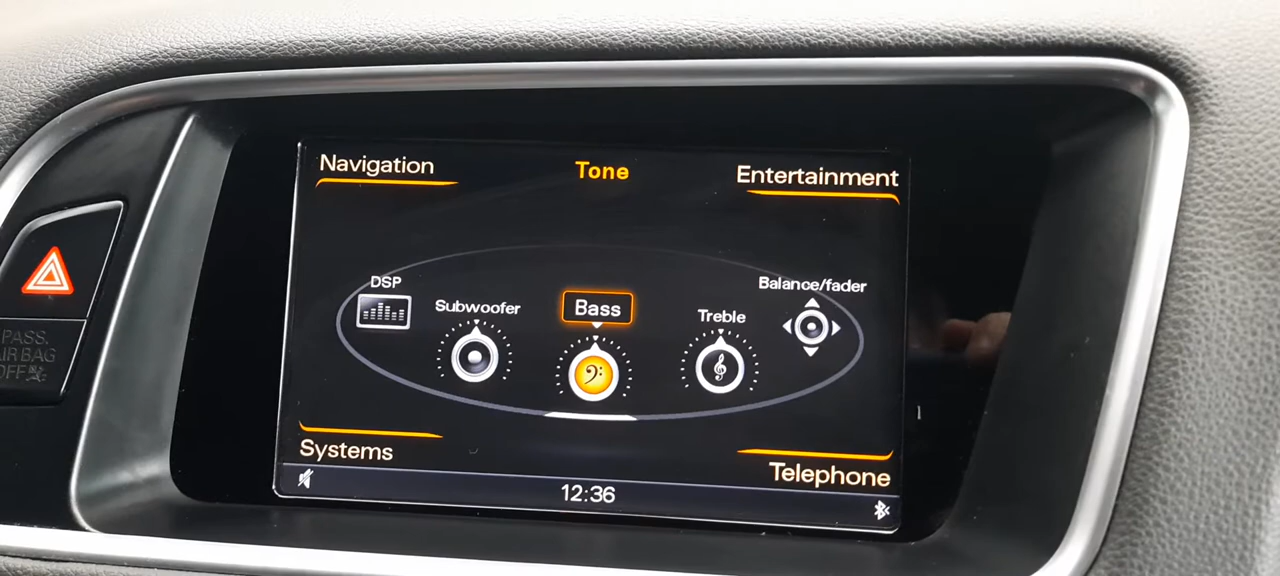 Navigation
Tone
Entertainment
DSP
Subwoofer
Bass
Treble
Balance/fader
Systems
Telephone
12:36
PASS.
AIR BAG
OFF